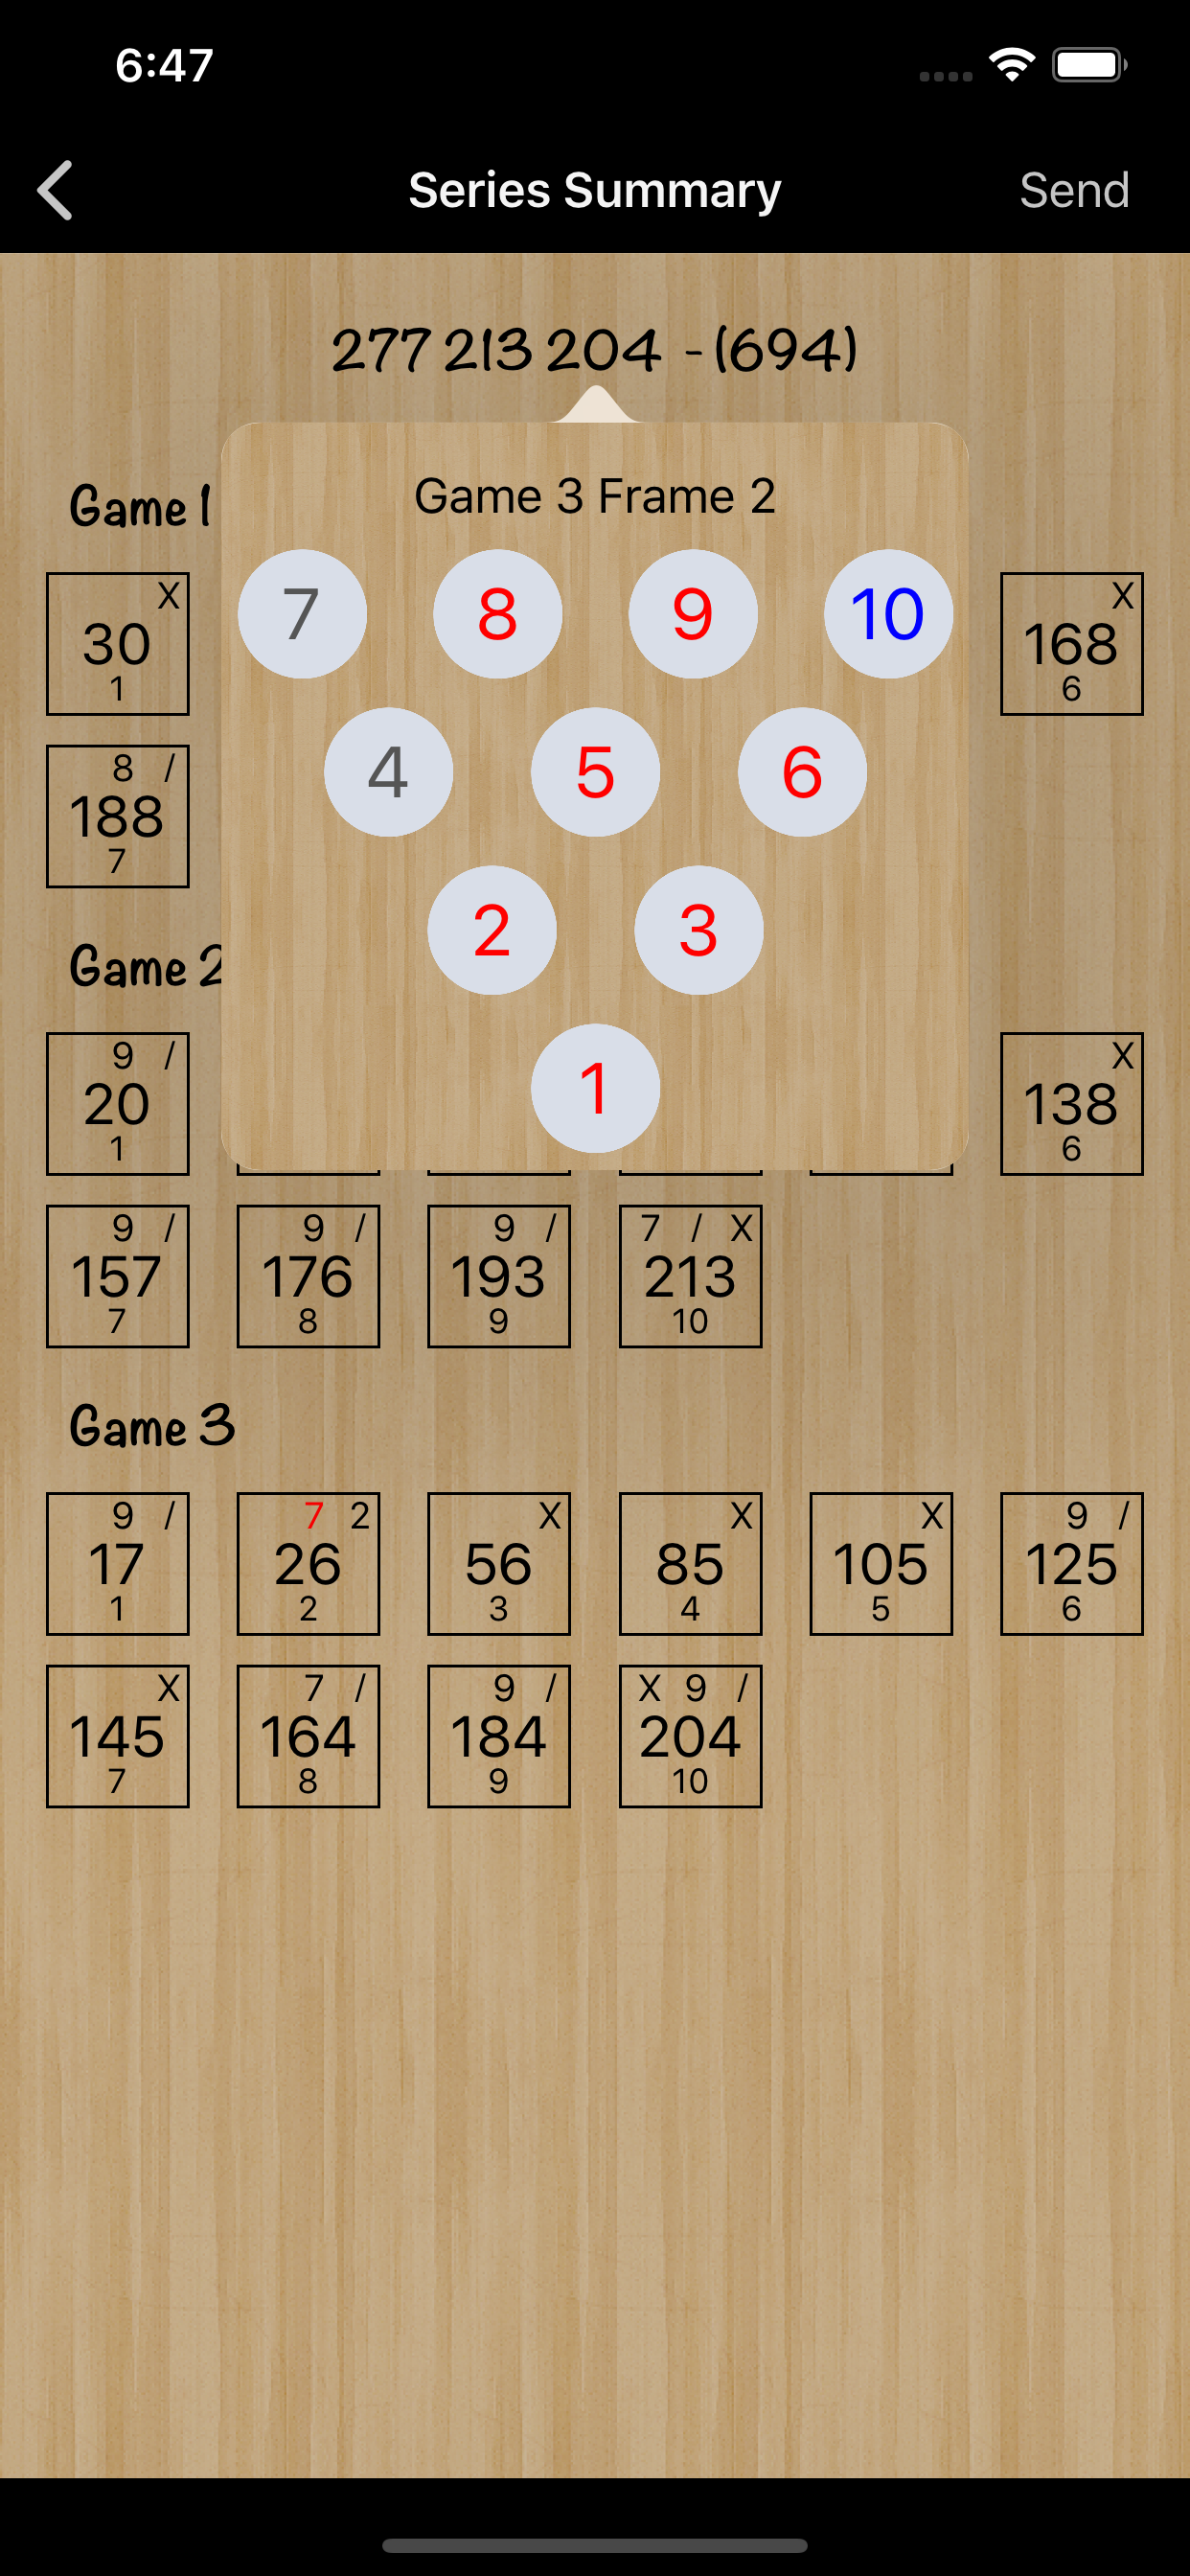 6:47
Series Summary Send
277 213 204 - (694)
Game 3 Frame 2
7 8 9 10
4 5 6
2 3
1
Game 1
X
30
1
X
168
6
8 /
188
7
Game 2
9 /
20
1
X
138
6
9 / 9 / 9 / 7 / X
157 176 193 213
7 8 9 10
Game 3
9 / 7 2 X X X 9 /
17 26 56 85 105 125
1 2 3 4 5 6
X 7 / 9 / X 9 /
145 164 184 204
7 8 9 10